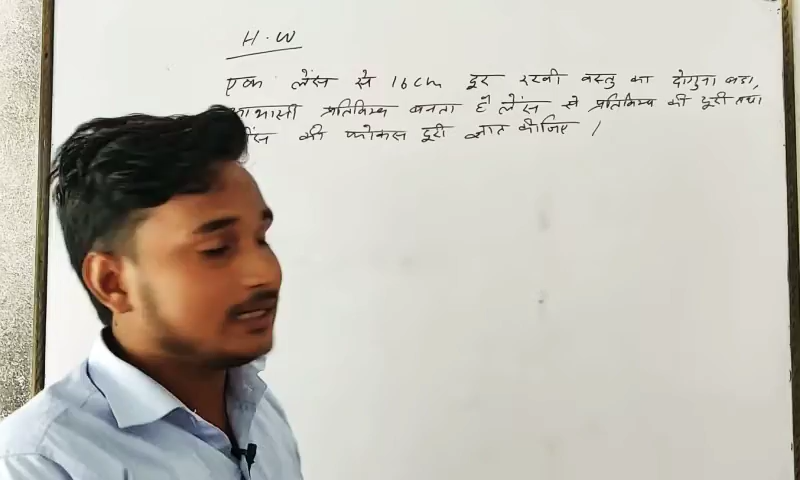 H.W
एक लेंस से 16cm दूर रखी वस्तु का दोगुना बड़ा,
आभासी प्रतिबिम्ब बनता है लेंस से प्रतिबिम्ब की दूरी तथा
लेंस की फोकस दूरी ज्ञात कीजिए /